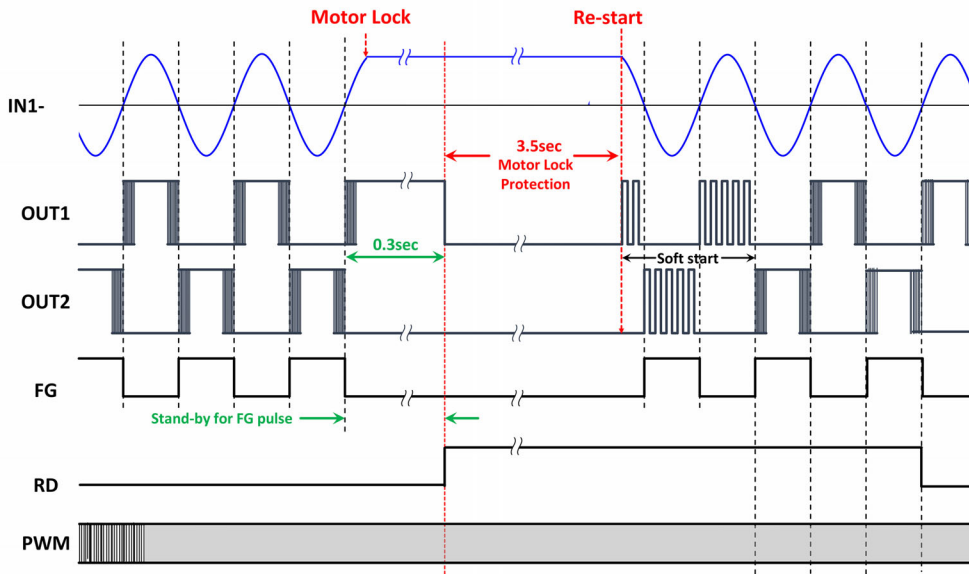 Motor Lock
Re-start
IN1-
3.5sec
Motor Lock
Protection
OUT1
0.3sec
Soft start
OUT2
FG
Stand-by for FG pulse
RD
PWM